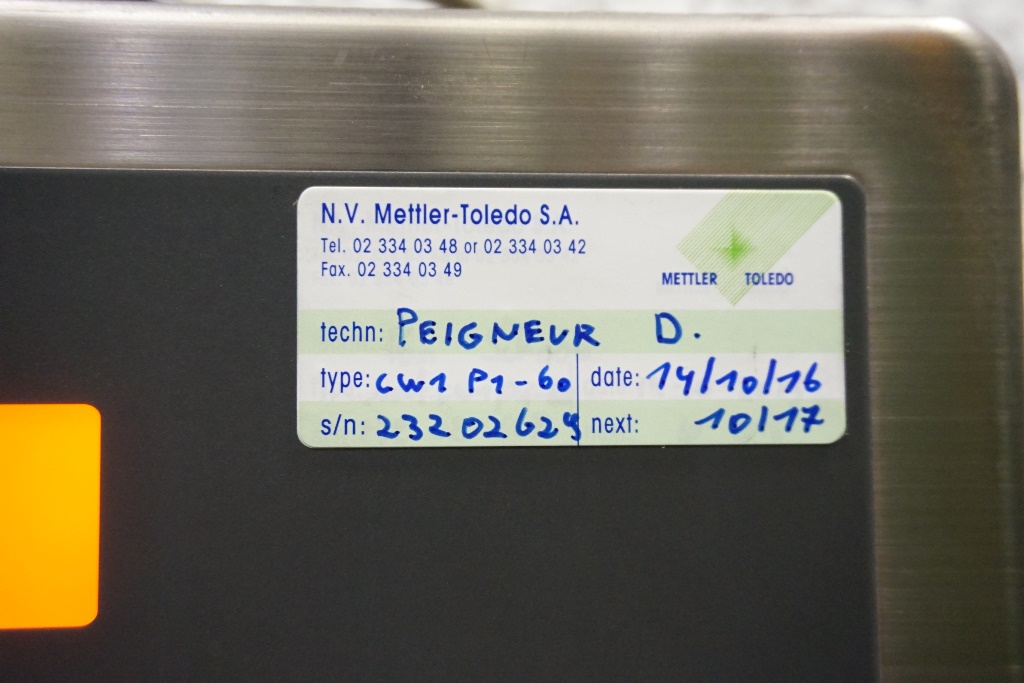 N.V. Mettler-Toledo S.A.
Tel. 02 334 03 48 or 02 334 03 42
Fax. 02 334 03 49
METTLER TOLEDO
techn: PEIGNEUR D.
type: CW1 P1-60 date: 14/10/16
s/n: 23202629 next: 10/17